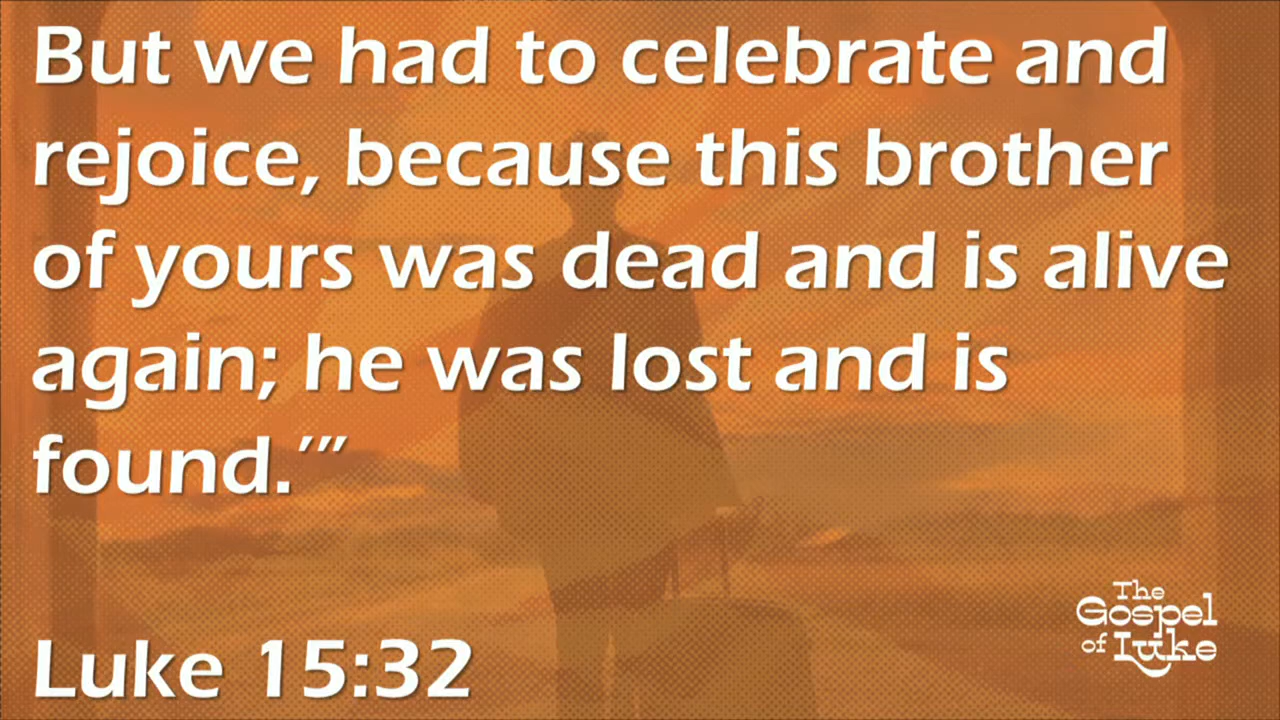 But we had to celebrate and
rejoice, because this brother
of yours was dead and is alive
again; he was lost and is
found.’”
Luke 15:32
The
Gospel
of Luke